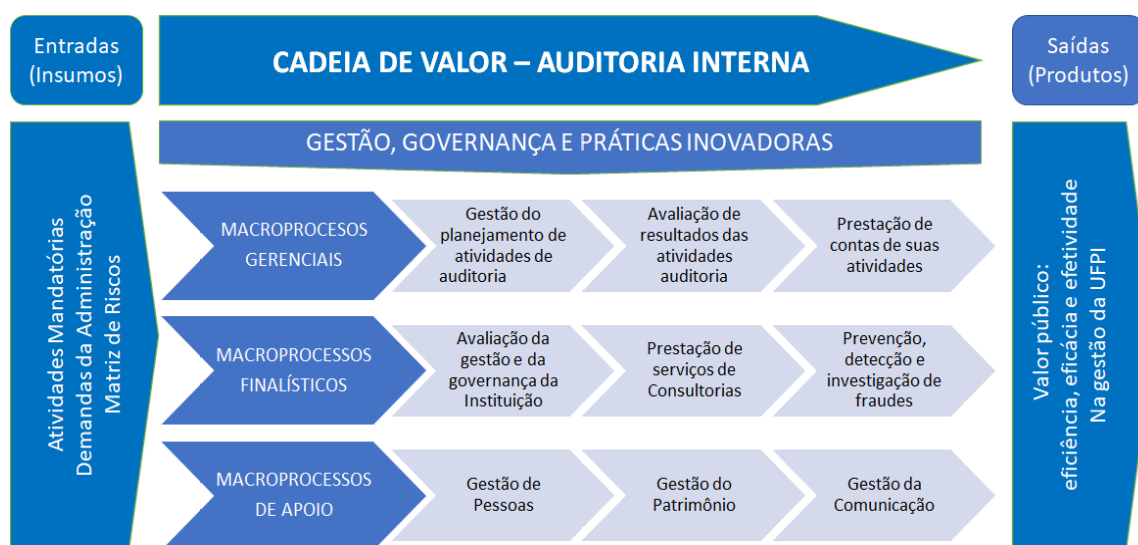 Entradas
(Insumos)
CADEIA DE VALOR – AUDITORIA INTERNA
Saídas
(Produtos)
GESTÃO, GOVERNANÇA E PRÁTICAS INOVADORAS
Atividades Mandatórias
Demandas da Administração
Matriz de Riscos
MACROPROCESOS
GERENCIAIS
Gestão do
planejamento de
atividades de
auditoria
Avaliação de
resultados das
atividades
auditoria
Prestação de
contas de suas
atividades
MACROPROCESSOS
FINALÍSTICOS
Avaliação da
gestão e da
governança da
Instituição
Prestação de
serviços de
Consultorias
Prevenção,
detecção e
investigação de
fraudes
MACROPROCESSOS
DE APOIO
Gestão de
Pessoas
Gestão do
Patrimônio
Gestão da
Comunicação
Valor público:
eficiência, eficácia e efetividade
Na gestão da UFPI